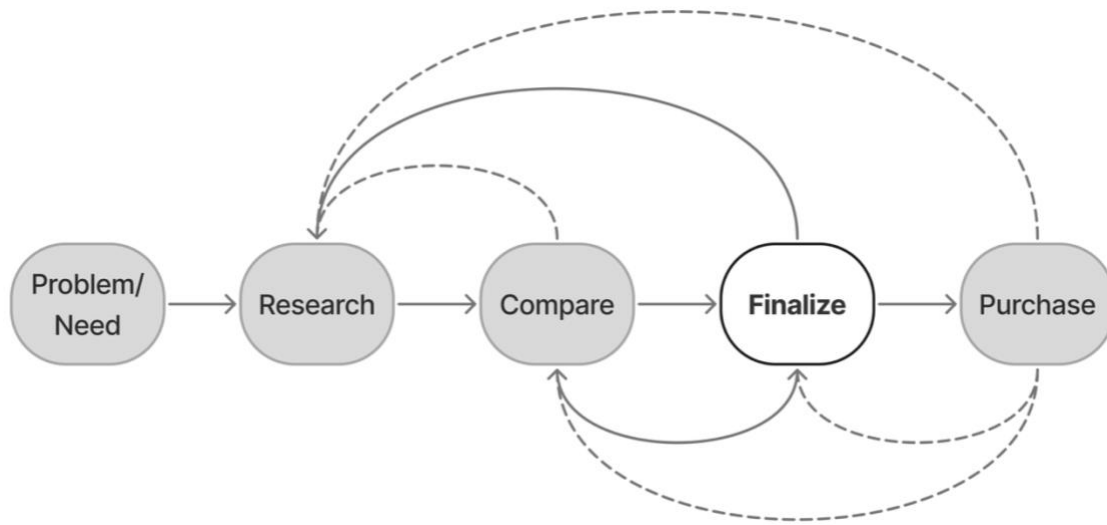 Problem/
Need
Research
Compare
Finalize
Purchase